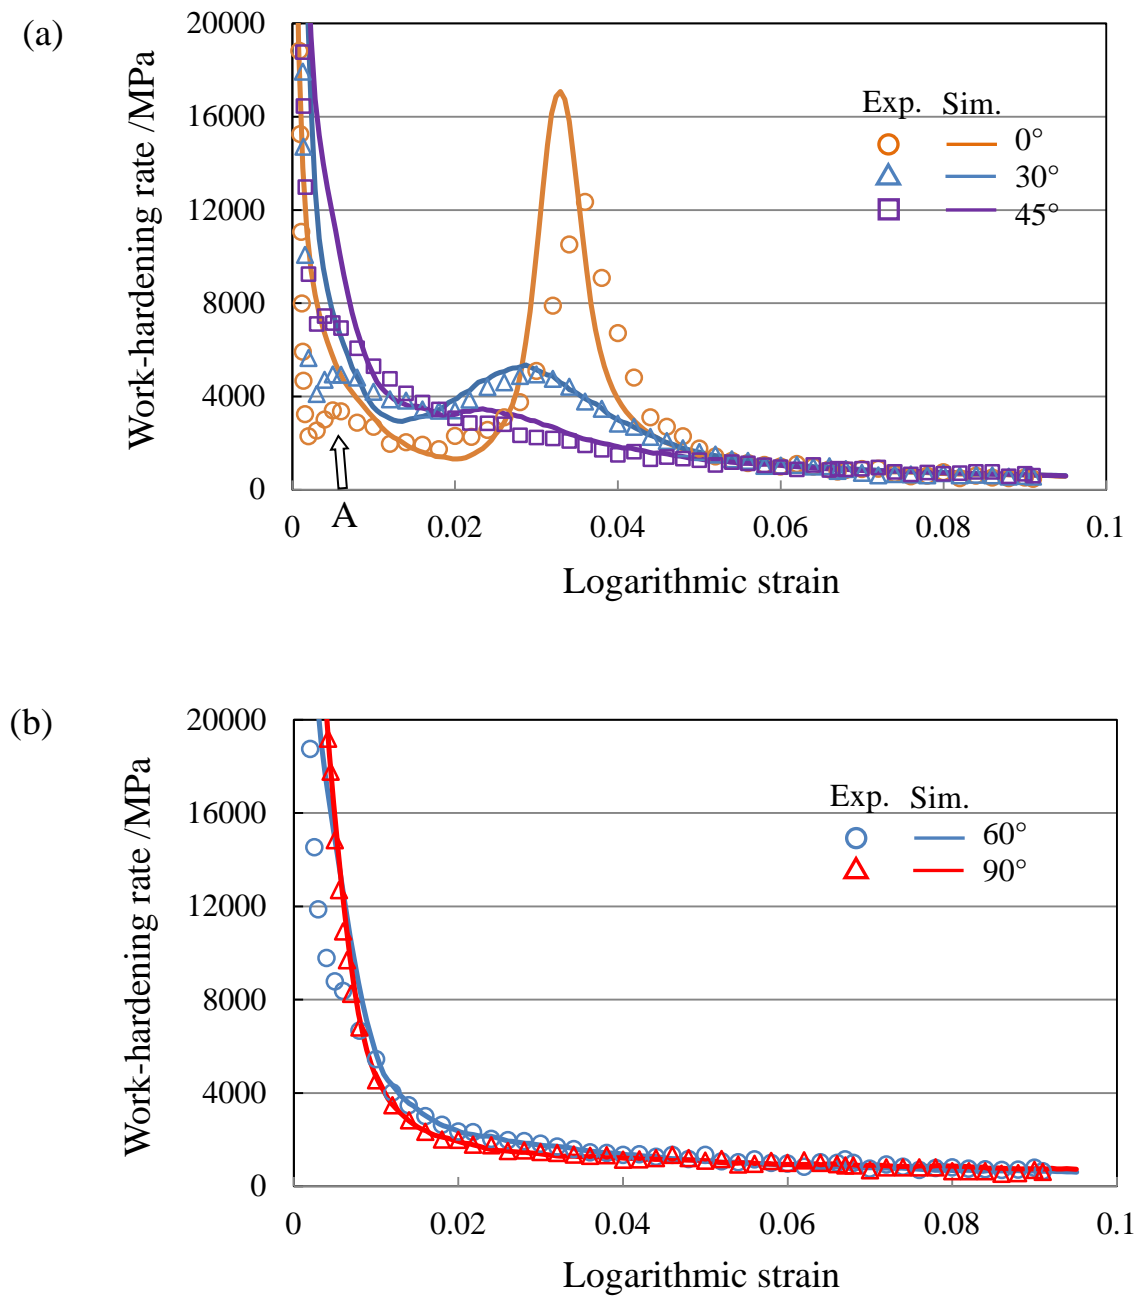 (a)
Work-hardening rate /MPa
20000
16000
12000
8000
4000
0
Exp. Sim.
0°
30°
45°
A
0 0.02 0.04 0.06 0.08 0.1
Logarithmic strain
(b)
Work-hardening rate /MPa
20000
16000
12000
8000
4000
0
Exp. Sim.
60°
90°
0 0.02 0.04 0.06 0.08 0.1
Logarithmic strain